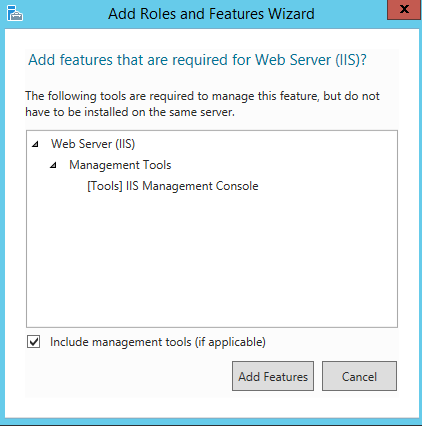 Add Roles and Features Wizard
x
Add features that are required for Web Server (IIS)?
The following tools are required to manage this feature, but do not
have to be installed on the same server.
Web Server (IIS)
Management Tools
[Tools] IIS Management Console
Include management tools (if applicable)
Add Features
Cancel